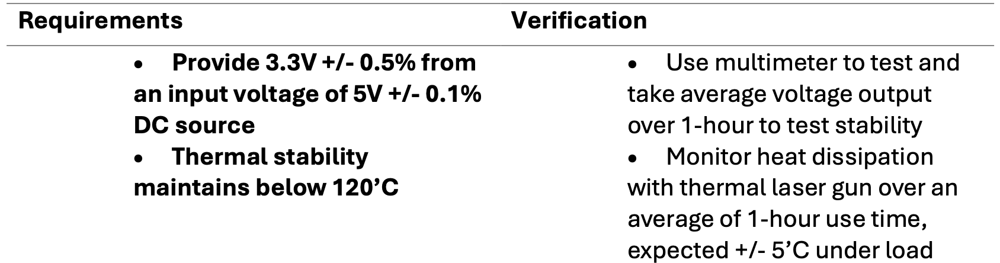 Requirements
Verification
• Provide 3.3V +/- 0.5% from
an input voltage of 5V +/- 0.1%
DC source
• Thermal stability
maintains below 120’C
• Use multimeter to test and
take average voltage output
over 1-hour to test stability
• Monitor heat dissipation
with thermal laser gun over an
average of 1-hour use time,
expected +/- 5’C under load